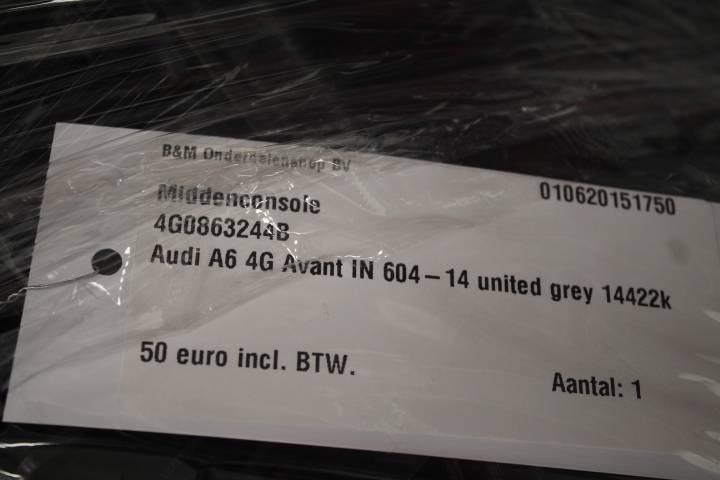 B&M Onderdelenshop BV
010620151750
Middenconsole
4G0863244B
Audi A6 4G Avant IN 604-14 united grey 14422k
50 euro incl. BTW.
Aantal: 1